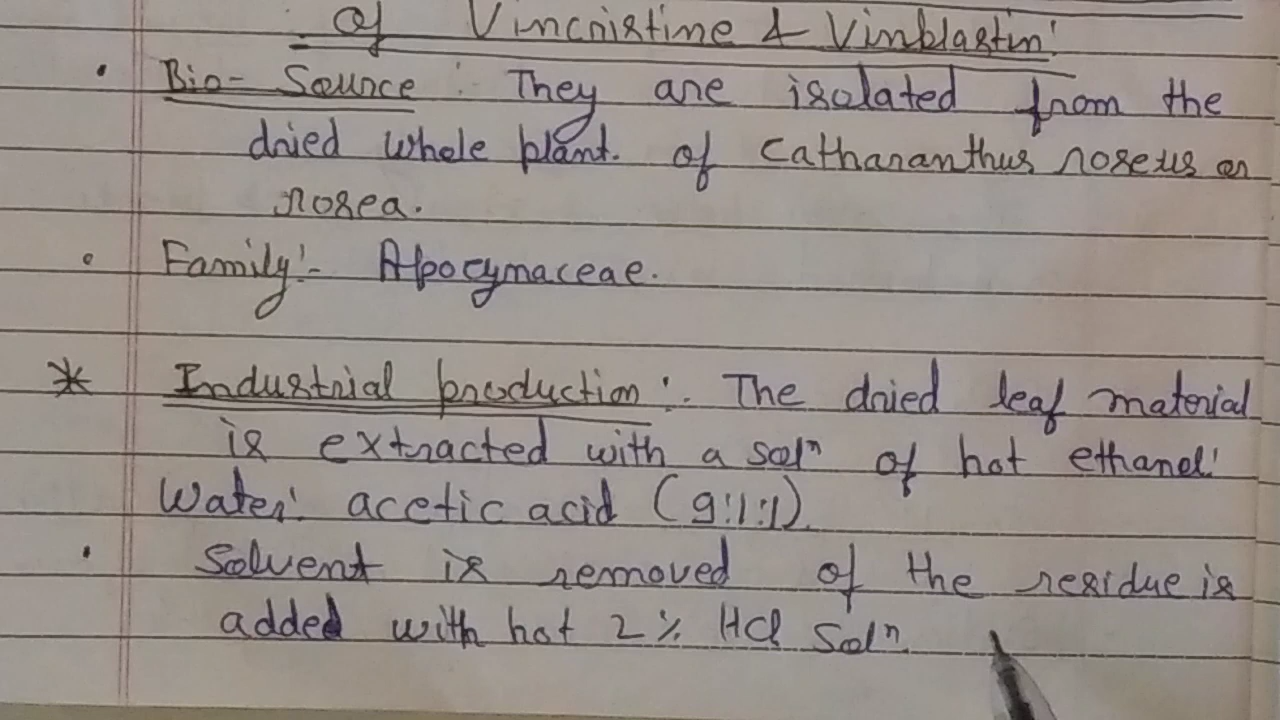 of Vincristine & Vinblastin:
• Bio-Source : They are isolated from the
dried whole plant. of Catharanthus roseus or
rosea.
• Family:- Apocynaceae.
* Industrial production : The dried leaf material
is extracted with a solⁿ of hot ethanol:
Water: acetic acid (9:1:1).
• Solvent is removed of the residue is
added with hot 2% HCl Solⁿ.